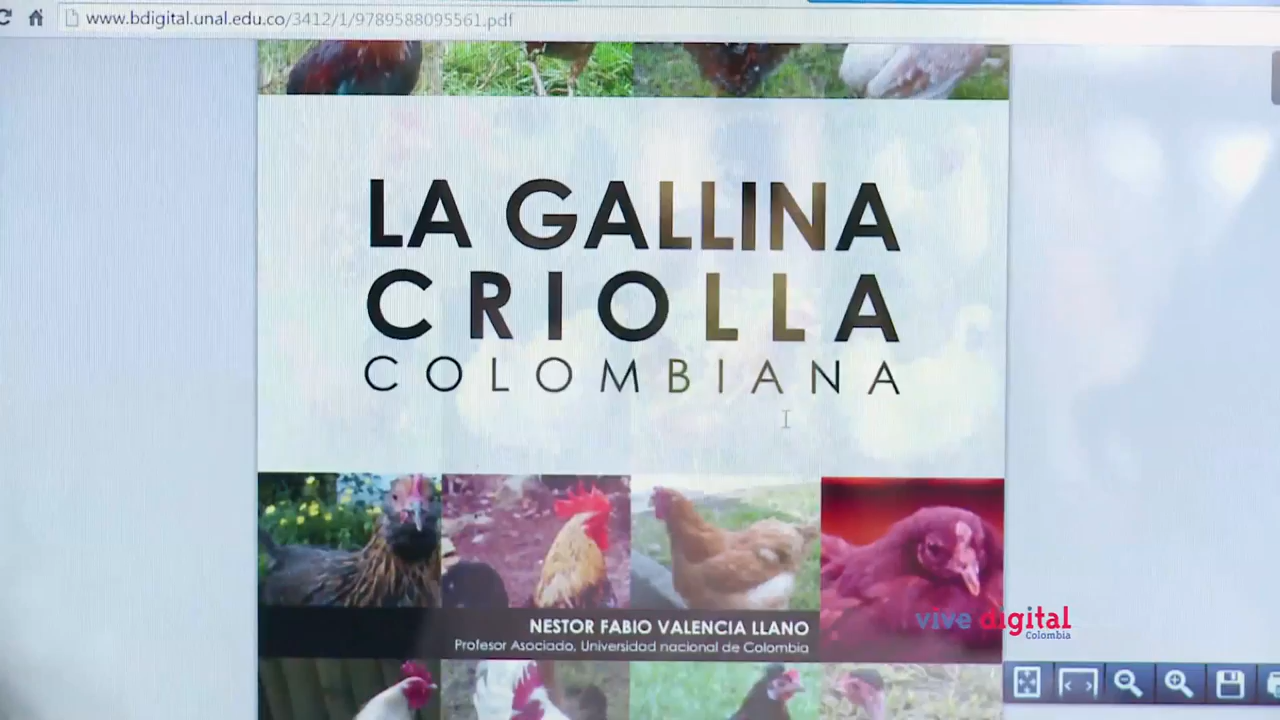 www.bdigital.unal.edu.co/3412/1/9789588095561.pdf
LA GALLINA
CRIOLLA
COLOMBIANA
NESTOR FABIO VALENCIA LLANO
Profesor Asociado, Universidad nacional de Colombia
vive digital
Colombia